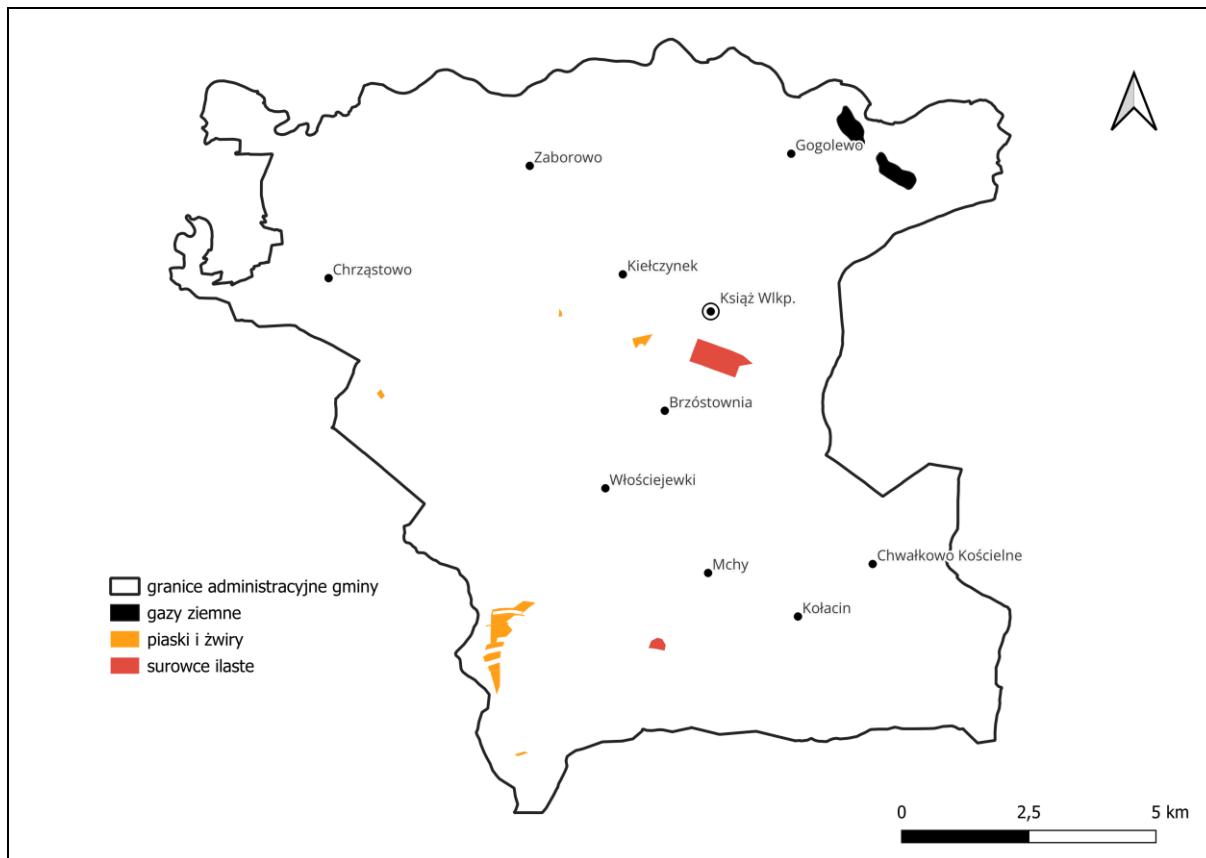 Gogolewo
Zaborowo
Kiełczynek
Chrząstowo
Książ Wlkp.
Brzóstownia
Włościejewki
Chwałkowo Kościelne
Mchy
Kołacin
granice administracyjne gminy
gazy ziemne
piaski i żwiry
surowce ilaste
0 2,5 5 km